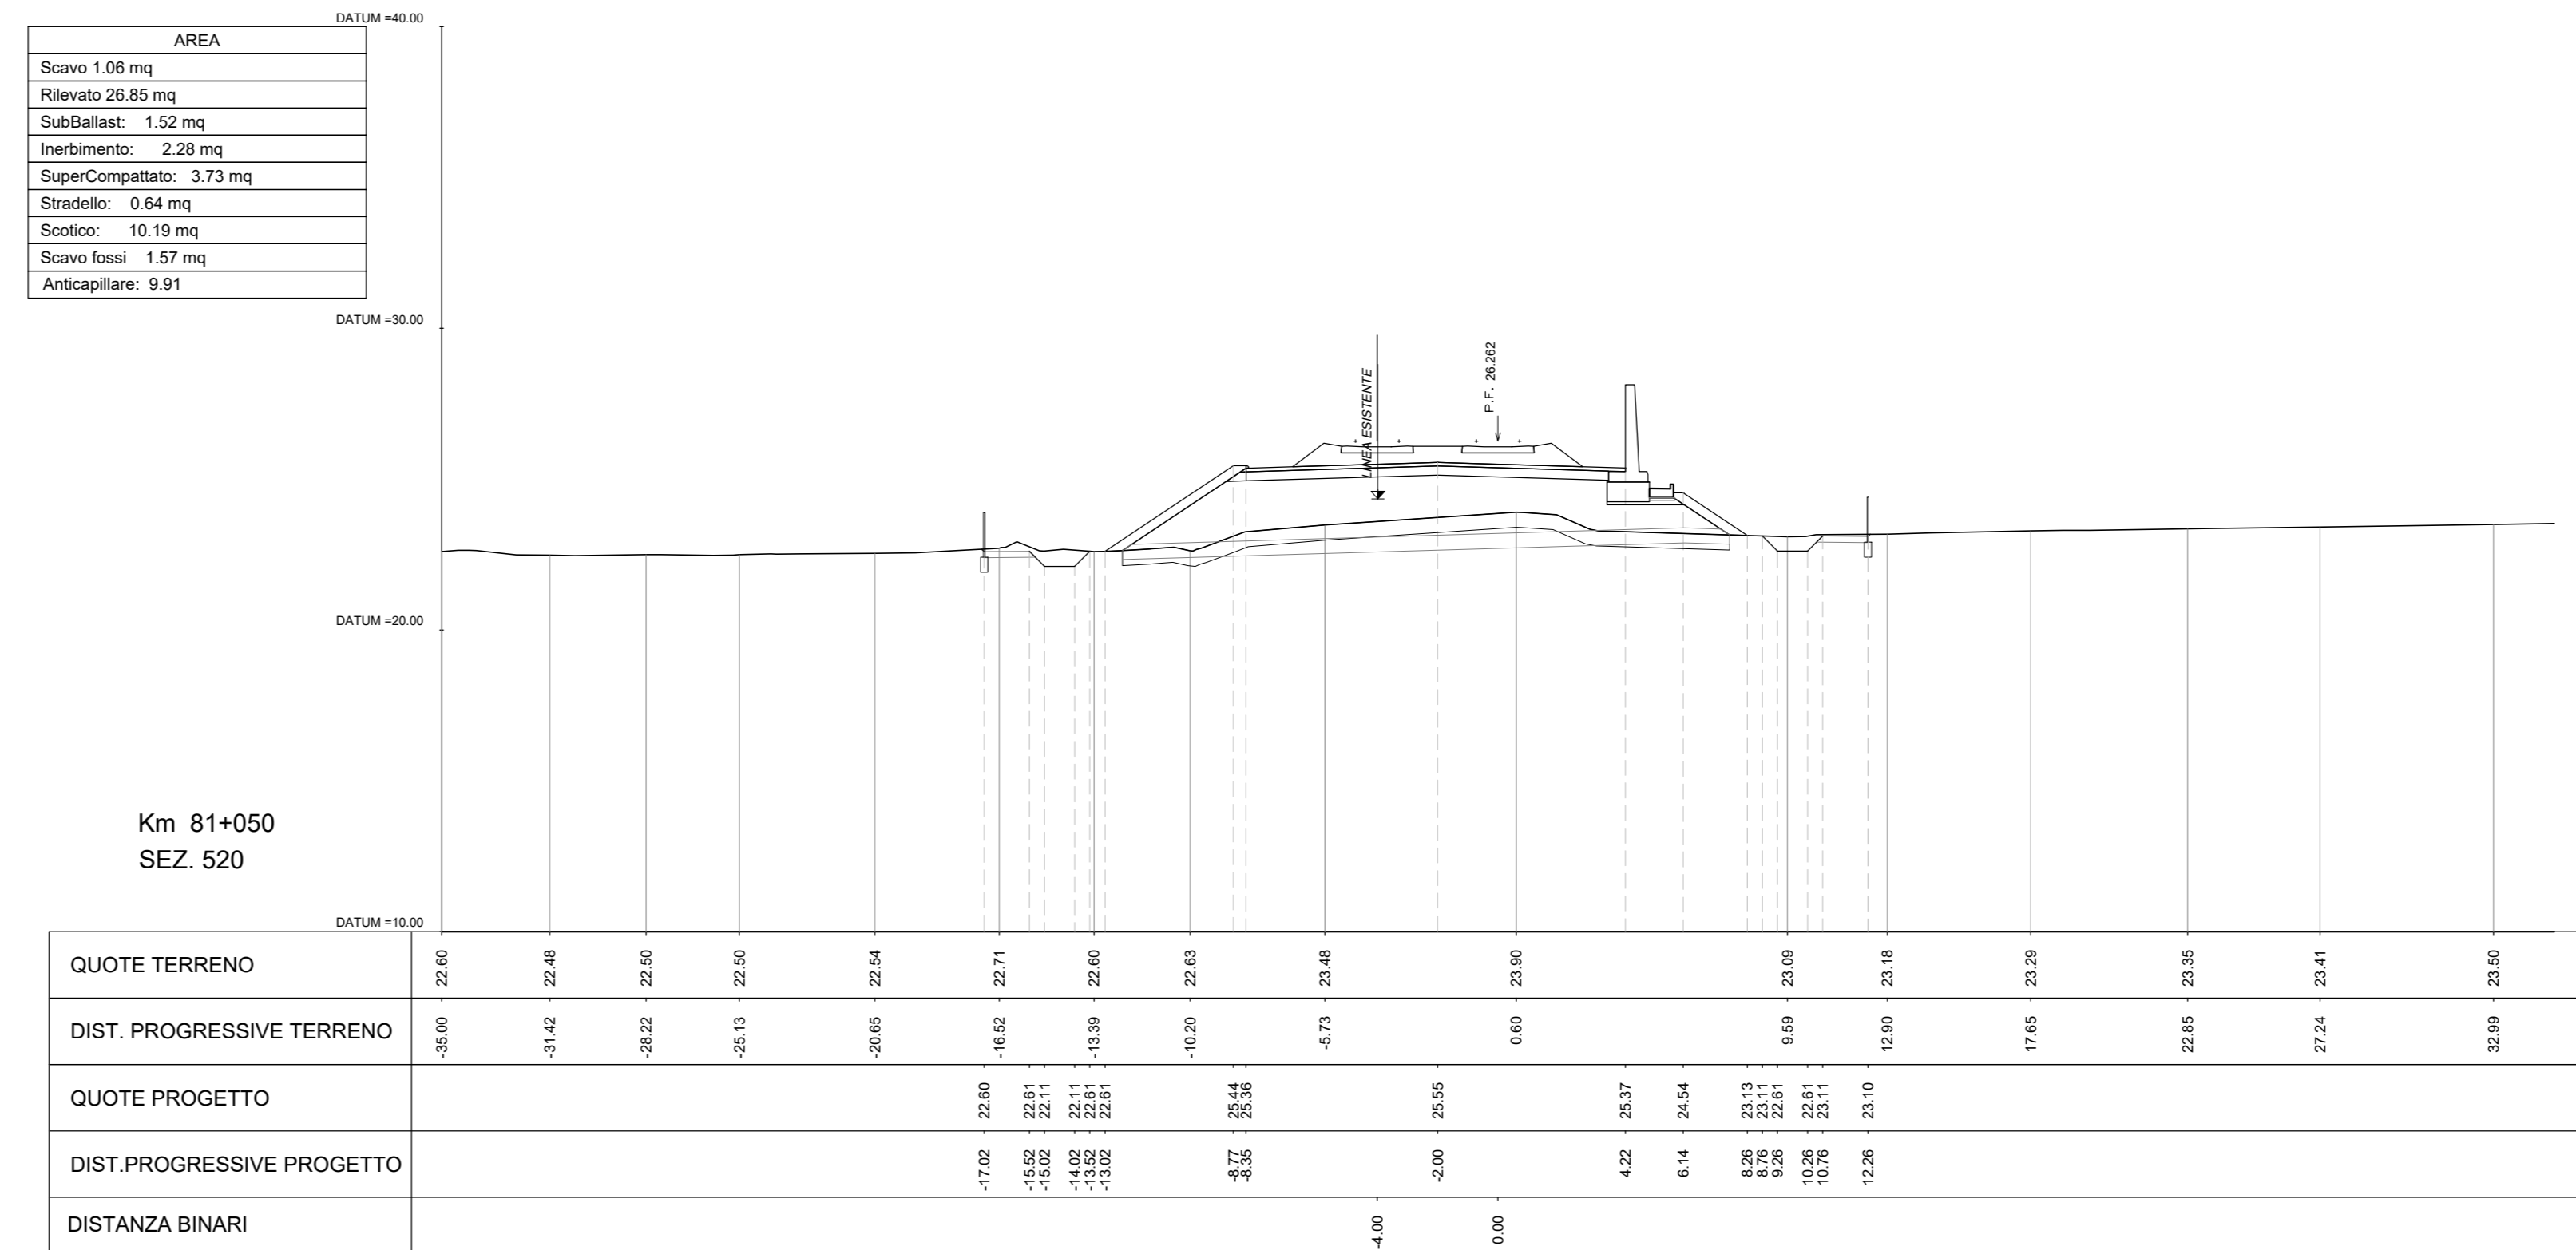 DATUM =40.00
AREA
Scavo 1.06 mq
Rilevato 26.85 mq
SubBallast: 1.52 mq
Inerbimento: 2.28 mq
SuperCompattato: 3.73 mq
Stradello: 0.64 mq
Scotico: 10.19 mq
Scavo fossi 1.57 mq
Anticapillare: 9.91
DATUM =30.00
LINEA ESISTENTE
P.F. 26.262
DATUM =20.00
Km 81+050
SEZ. 520
DATUM =10.00
QUOTE TERRENO 22.60 22.48 22.50 22.50 22.54 22.71 22.60 22.63 23.48 23.90 23.09 23.18 23.29 23.35 23.41 23.50
DIST. PROGRESSIVE TERRENO -35.00 -31.42 -28.22 -25.13 -20.65 -16.52 -13.39 -10.20 -5.73 0.60 9.59 12.90 17.65 22.85 27.24 32.99
QUOTE PROGETTO 22.60 22.61 22.11 22.11 22.61 22.61 25.44 25.36 25.55 25.37 24.54 23.13 23.11 22.61 22.61 23.11 23.10
DIST.PROGRESSIVE PROGETTO -17.02 -15.52 -15.02 -14.02 -13.52 -13.02 -8.77 -8.35 -2.00 4.22 6.14 8.26 8.76 9.26 10.26 10.76 12.26
DISTANZA BINARI -4.00 0.00